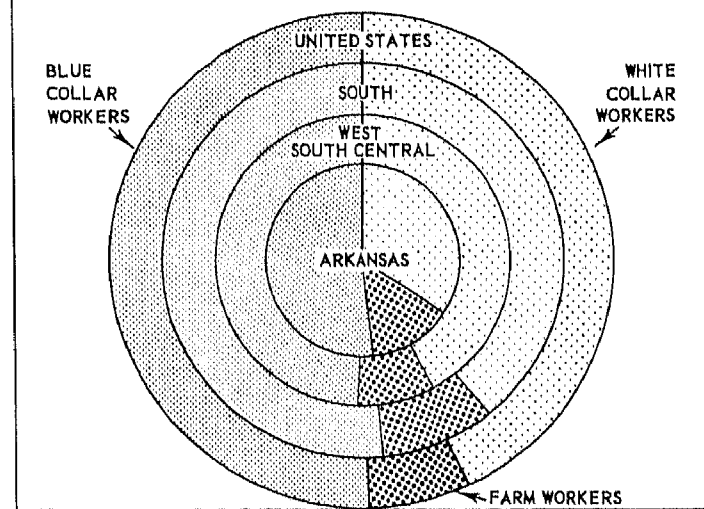 UNITED STATES
BLUE
COLLAR
WORKERS
WHITE
COLLAR
WORKERS
SOUTH
WEST
SOUTH CENTRAL
ARKANSAS
FARM WORKERS